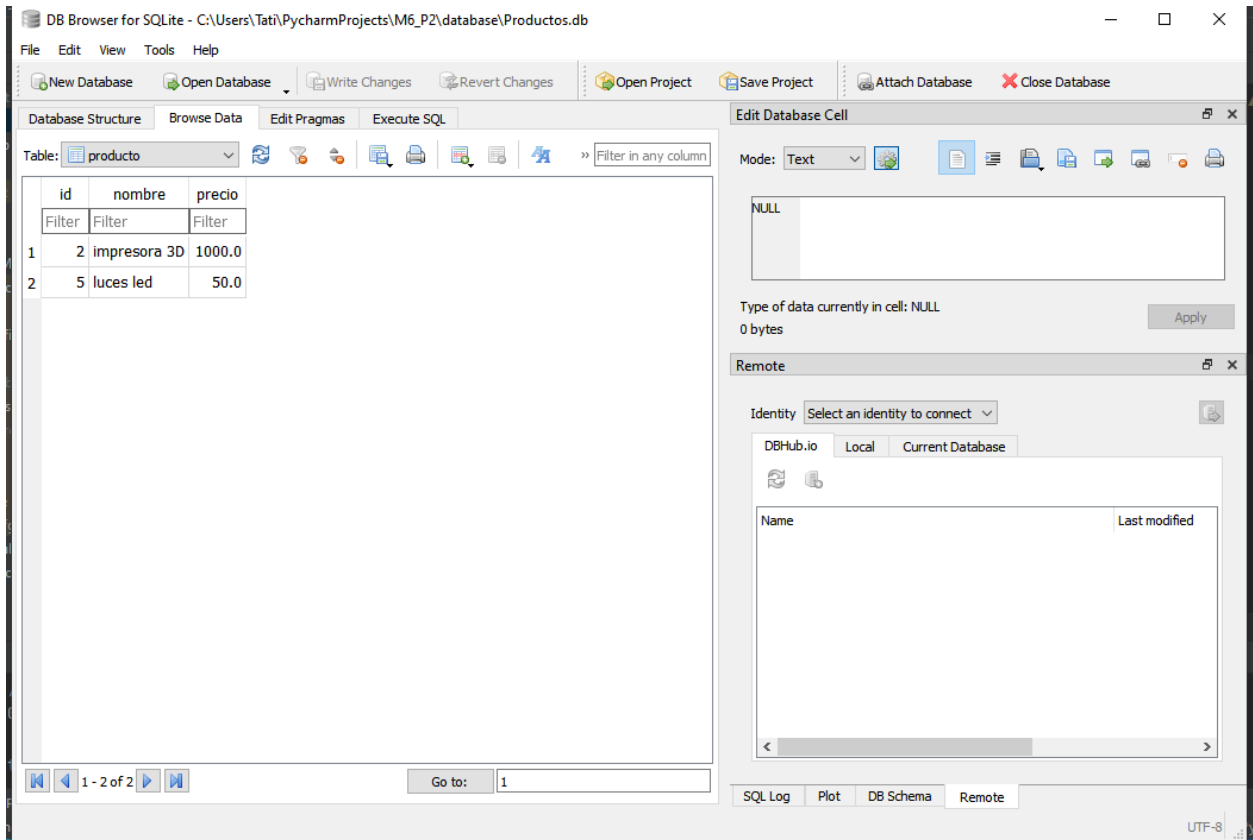 DB Browser for SQLite - C:\Users\Tati\PycharmProjects\M6_P2\database\Productos.db
File Edit View Tools Help
New Database Open Database Write Changes Revert Changes Open Project Save Project Attach Database Close Database
Database Structure Browse Data Edit Pragmas Execute SQL
Table: producto » Filter in any column
id nombre precio
Filter Filter Filter
1 2 impresora 3D 1000.0
2 5 luces led 50.0
1 - 2 of 2 Go to: 1
Edit Database Cell
Mode: Text
NULL
Type of data currently in cell: NULL
0 bytes
Apply
Remote
Identity Select an identity to connect
DBHub.io Local Current Database
Name Last modified
SQL Log Plot DB Schema Remote
UTF-8